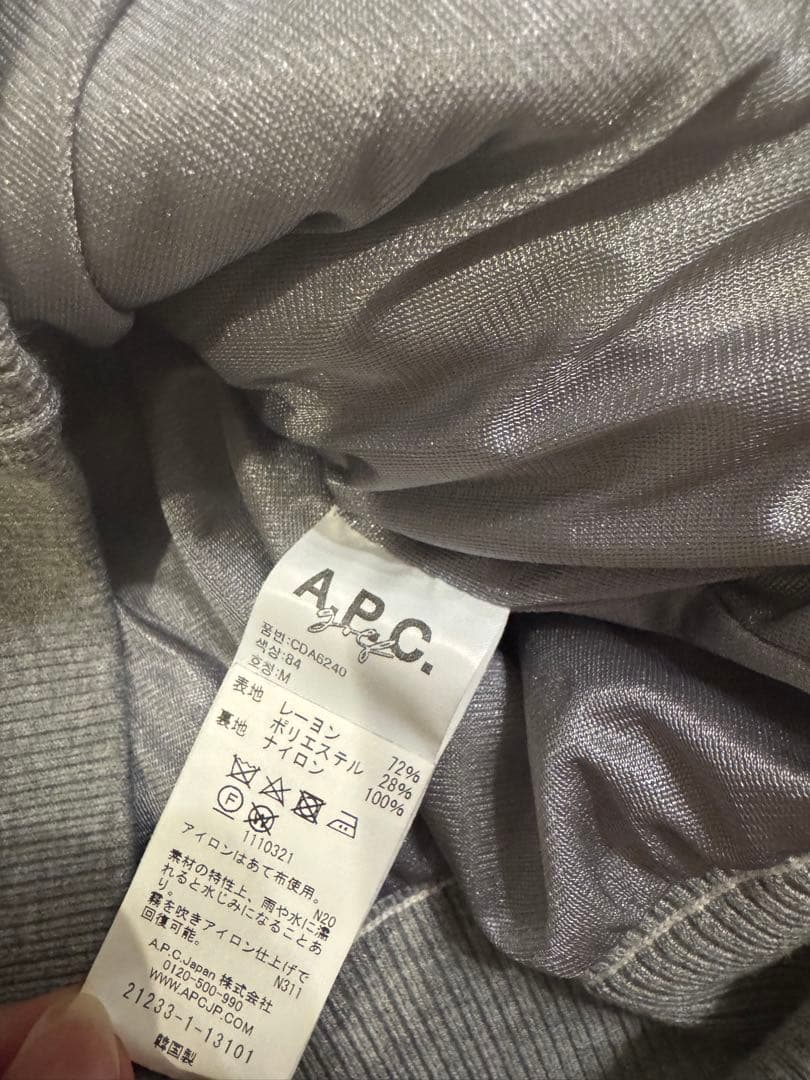 A.P.C.
golf
품번:CDA6240
색상:84
호칭:M
表地 レーヨン 72%
ポリエステル 28%
裏地 ナイロン 100%
F W
1110321
アイロンはあて布使用。
N20
素材の特性上、雨や水に濡
れると水じみになることあ
り。
霧を吹きアイロン仕上げで
回復可能。
N311
A.P.C.Japan 株式会社
0120-500-990
WWW.APCJP.COM
21233-1-13101
韓国製